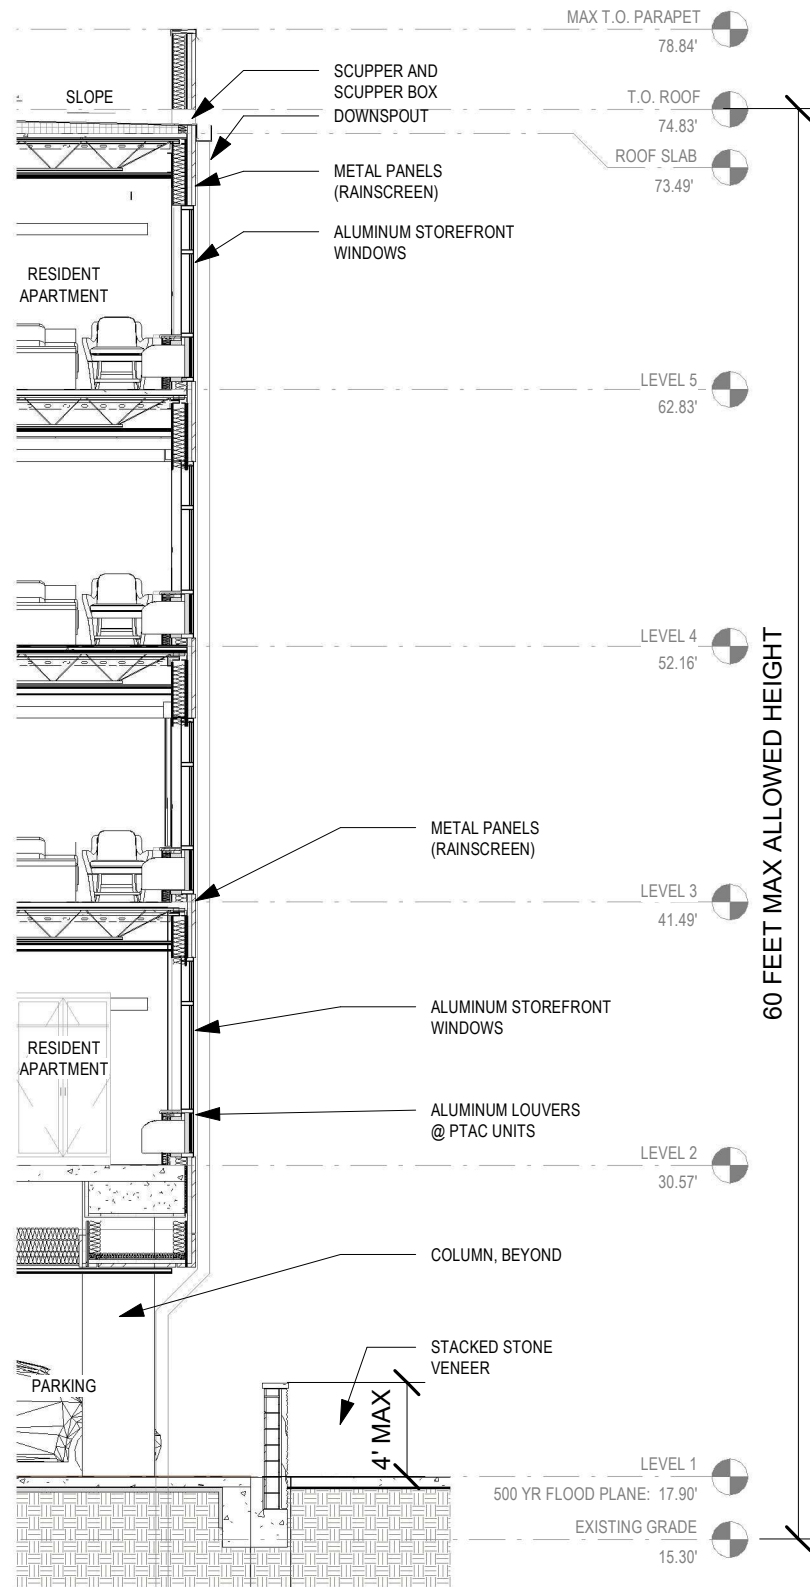 MAX T.O. PARAPET
78.84'
SCUPPER AND
SCUPPER BOX
SLOPE
T.O. ROOF
74.83'
DOWNSPOUT
ROOF SLAB
73.49'
METAL PANELS
(RAINSCREEN)
ALUMINUM STOREFRONT
WINDOWS
RESIDENT
APARTMENT
LEVEL 5
62.83'
LEVEL 4
52.16'
60 FEET MAX ALLOWED HEIGHT
METAL PANELS
(RAINSCREEN)
LEVEL 3
41.49'
ALUMINUM STOREFRONT
WINDOWS
RESIDENT
APARTMENT
ALUMINUM LOUVERS
@ PTAC UNITS
LEVEL 2
30.57'
COLUMN, BEYOND
STACKED STONE
VENEER
PARKING
4' MAX
LEVEL 1
500 YR FLOOD PLANE: 17.90'
EXISTING GRADE
15.30'